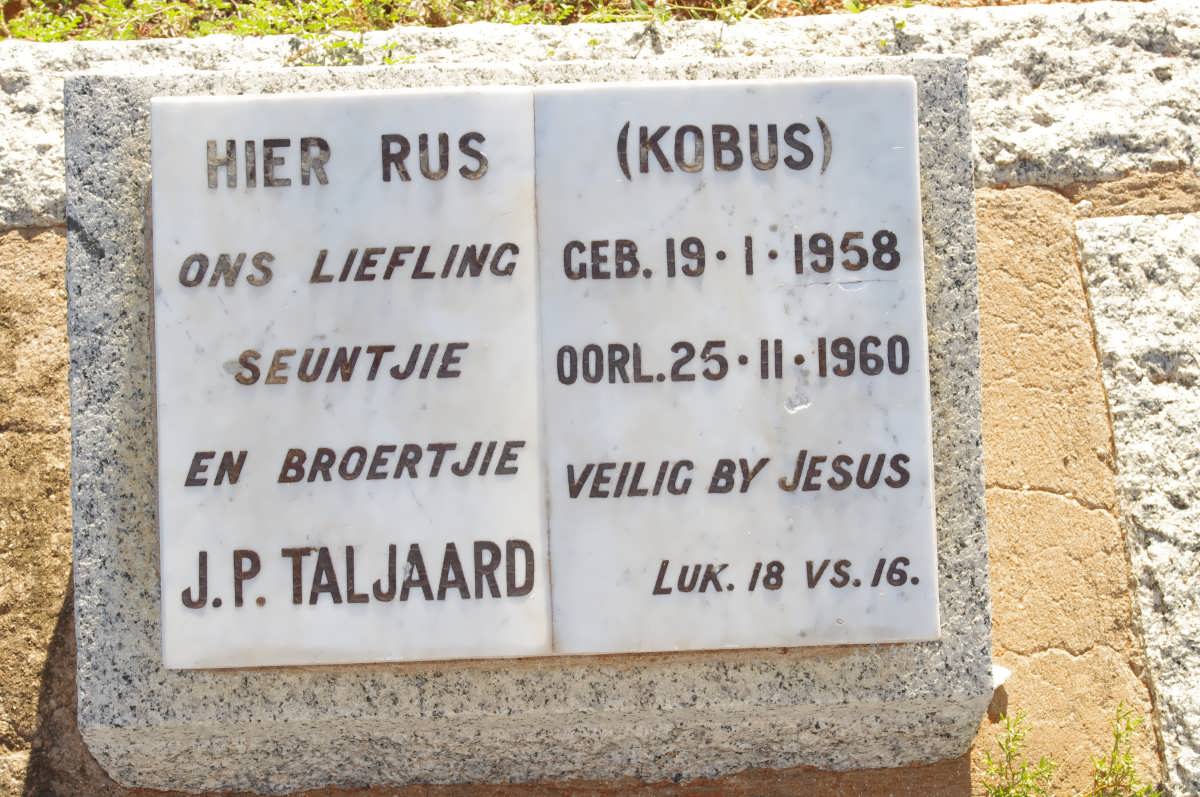 HIER RUS
ONS LIEFLING
SEUNTJIE
EN BROERTJIE
J.P. TALJAARD
(KOBUS)
GEB. 19·1·1958
OORL. 25·11·1960
VEILIG BY JESUS
LUK. 18 VS. 16.